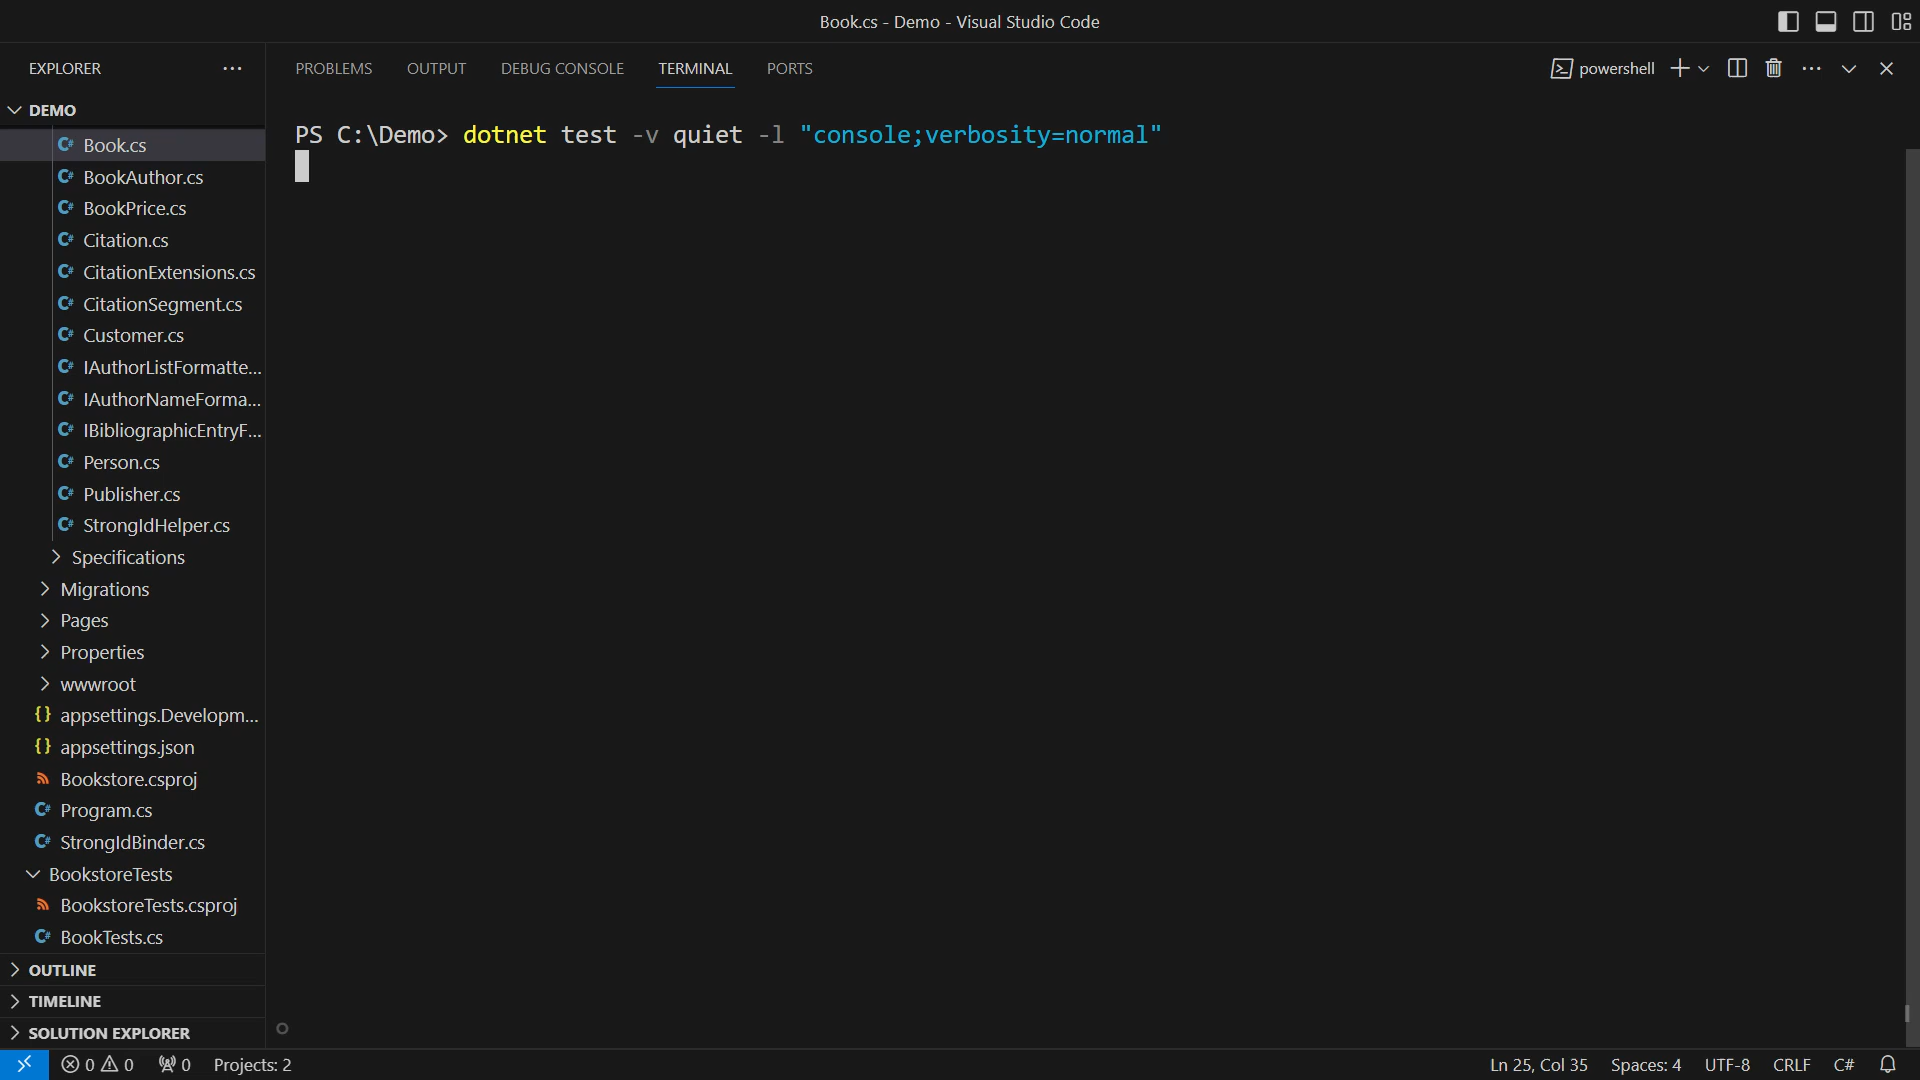 Book.cs - Demo - Visual Studio Code
EXPLORER
DEMO
Book.cs
BookAuthor.cs
BookPrice.cs
Citation.cs
CitationExtensions.cs
CitationSegment.cs
Customer.cs
IAuthorListFormatte...
IAuthorNameForma...
IBibliographicEntryF...
Person.cs
Publisher.cs
StrongIdHelper.cs
Specifications
Migrations
Pages
Properties
wwwroot
appsettings.Developm...
appsettings.json
Bookstore.csproj
Program.cs
StrongIdBinder.cs
BookstoreTests
BookstoreTests.csproj
BookTests.cs
OUTLINE
TIMELINE
SOLUTION EXPLORER
PROBLEMS OUTPUT DEBUG CONSOLE TERMINAL PORTS
powershell
PS C:\Demo> dotnet test -v quiet -l "console;verbosity=normal"
0 0 0 Projects: 2
Ln 25, Col 35 Spaces: 4 UTF-8 CRLF C#